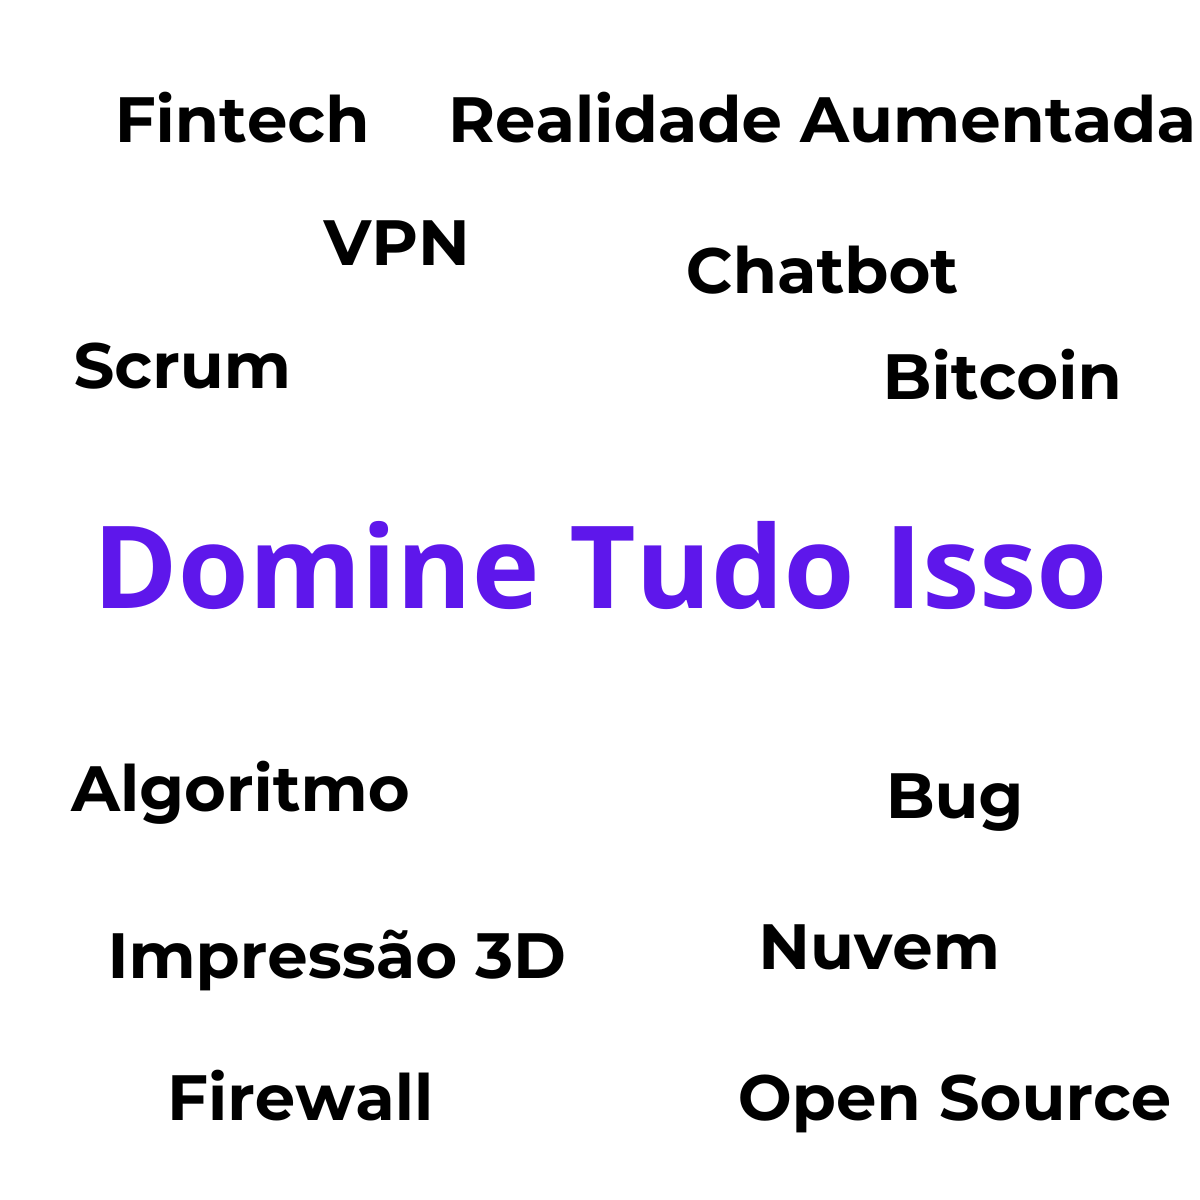 Fintech
Realidade Aumentada
VPN
Chatbot
Scrum
Bitcoin
Domine Tudo Isso
Algoritmo
Bug
Impressão 3D
Nuvem
Firewall
Open Source